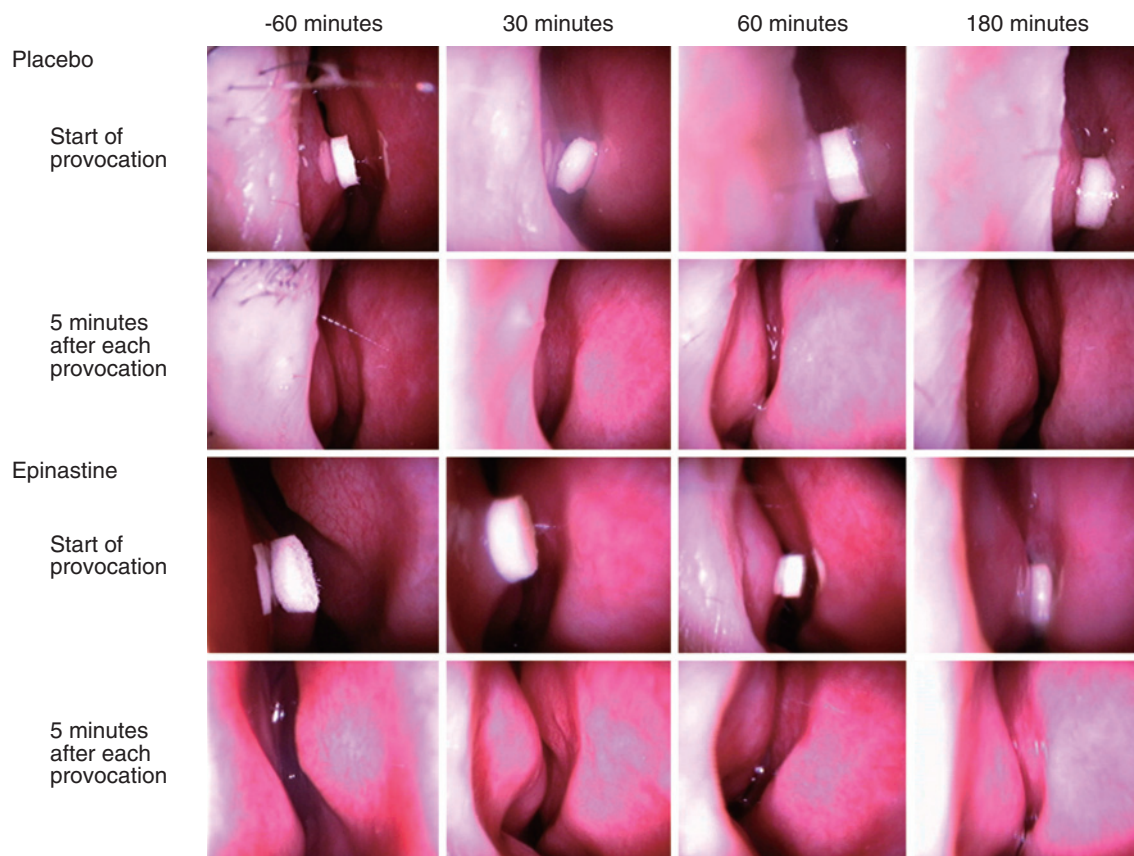 -60 minutes 30 minutes 60 minutes 180 minutes
Placebo
Start of
provocation
5 minutes
after each
provocation
Epinastine
Start of
provocation
5 minutes
after each
provocation